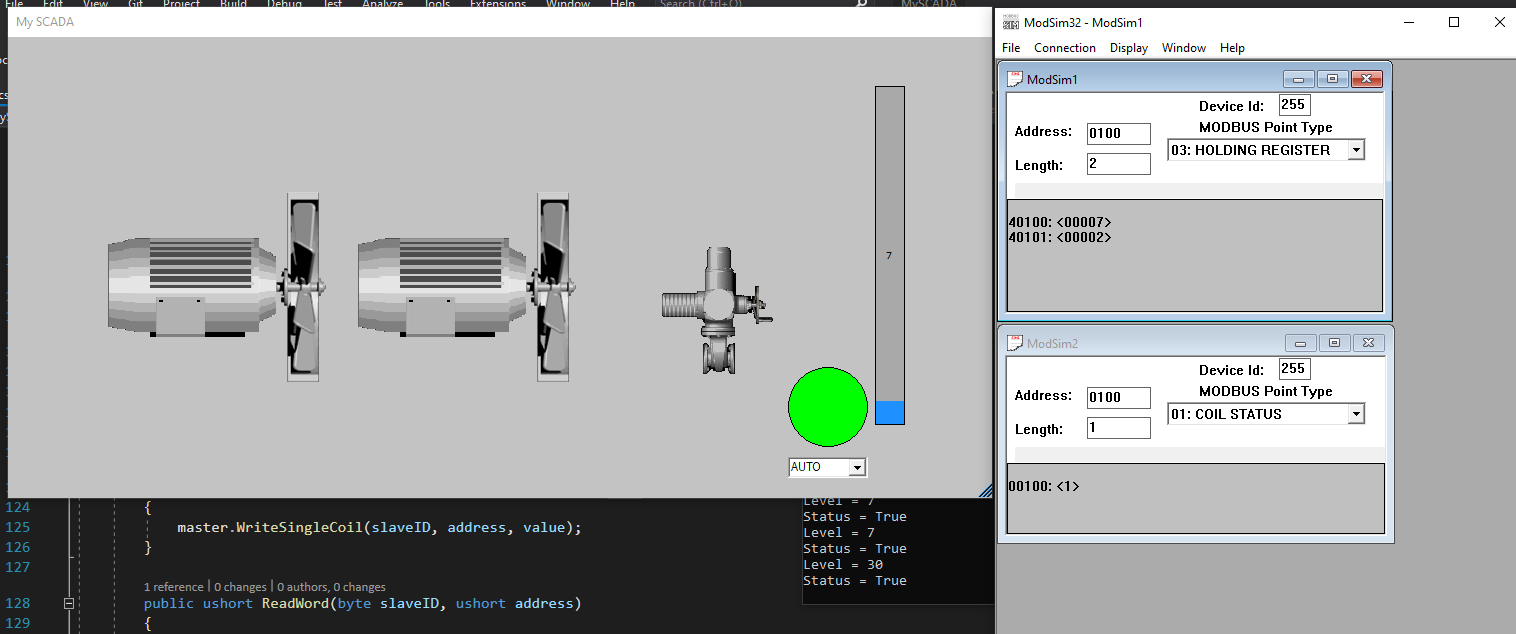 File Edit View Git Project Build Debug Test Analyze Tools Extensions Window Help Search (Ctrl+Q) MySCADA
My SCADA
7
AUTO
124 {
125 master.WriteSingleCoil(slaveID, address, value);
126 }
127
1 reference | 0 changes | 0 authors, 0 changes
128 public ushort ReadWord(byte slaveID, ushort address)
129 {
Level = 7
Status = True
Level = 7
Status = True
Level = 30
Status = True
ModSim32 - ModSim1
File Connection Display Window Help
ModSim1
Device Id: 255
Address: 0100
MODBUS Point Type
03: HOLDING REGISTER
Length: 2
40100: <00007>
40101: <00002>
ModSim2
Device Id: 255
Address: 0100
MODBUS Point Type
01: COIL STATUS
Length: 1
00100: <1>